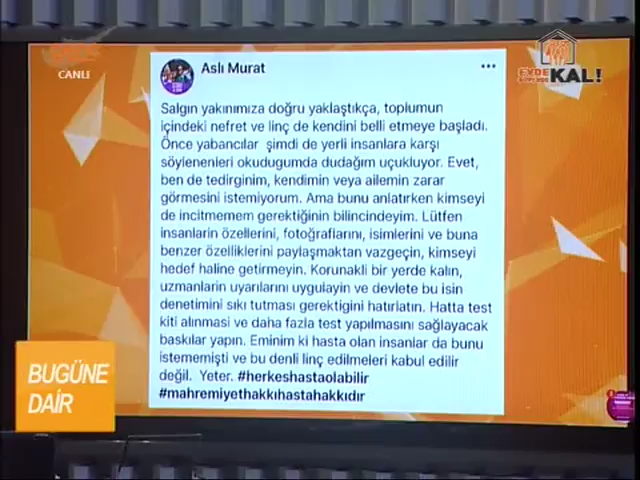 CANLI
EVDE
KAL!
Aslı Murat
Salgın yakınımıza doğru yaklaştıkça, toplumun
içindeki nefret ve linç de kendini belli etmeye başladı.
Önce yabancılar şimdi de yerli insanlara karşı
söylenenleri okudugumda dudağım uçukluyor. Evet,
ben de tedirginim, kendimin veya ailemin zarar
görmesini istemiyorum. Ama bunu anlatırken kimseyi
de incitmemem gerektiğinin bilincindeyim. Lütfen
insanlarin özellerini, fotoğraflarını, isimlerini ve buna
benzer özelliklerini paylaşmaktan vazgeçin, kimseyi
hedef haline getirmeyin. Korunakli bir yerde kalın,
uzmanlarin uyarılarını uygulayin ve devlete bu isin
denetimini sıkı tutması gerektigini hatırlatın. Hatta test
kiti alınması ve daha fazla test yapılmasını sağlayacak
baskılar yapın. Eminim ki hasta olan insanlar da bunu
istememişti ve bu denli linç edilmeleri kabul edilir
değil. Yeter. #herkeshastaolabilir
#mahremiyethakkıhastahakkıdır
BUGÜNE
DAİR